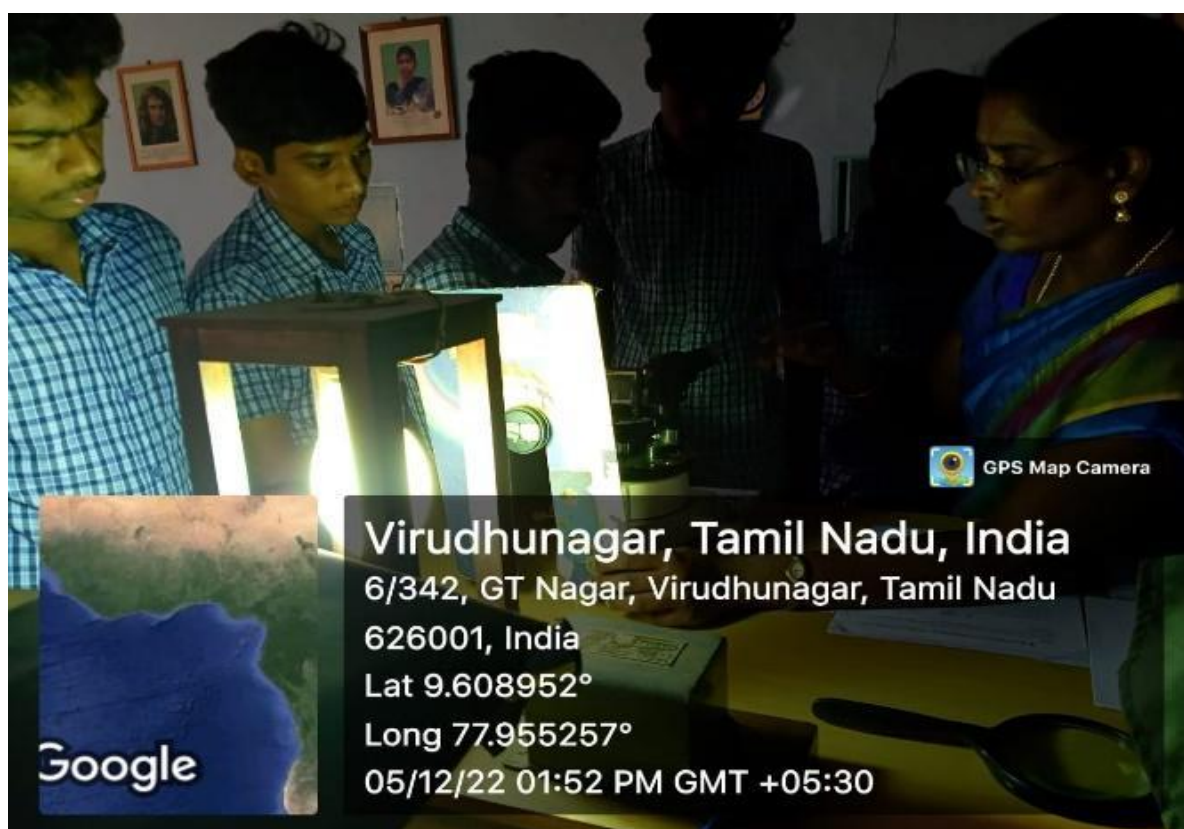 GPS Map Camera
Virudhunagar, Tamil Nadu, India
6/342, GT Nagar, Virudhunagar, Tamil Nadu
626001, India
Lat 9.608952°
Long 77.955257°
05/12/22 01:52 PM GMT +05:30
Google